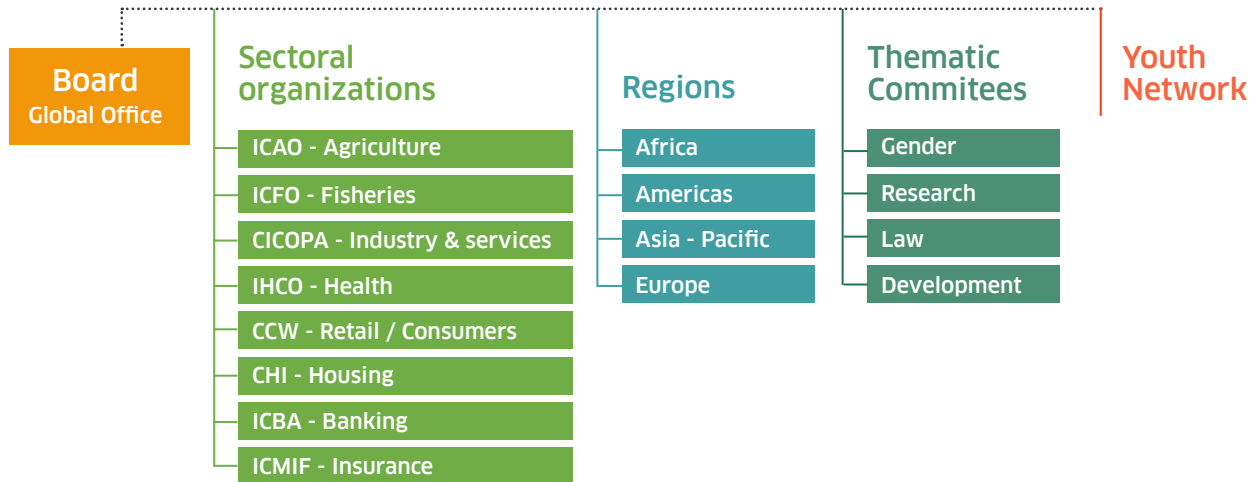 Board
Global Office
Sectoral
organizations
ICAO - Agriculture
ICFO - Fisheries
CICOPA - Industry & services
IHCO - Health
CCW - Retail / Consumers
CHI - Housing
ICBA - Banking
ICMIF - Insurance
Regions
Africa
Americas
Asia - Pacific
Europe
Thematic
Commitees
Gender
Research
Law
Development
Youth
Network